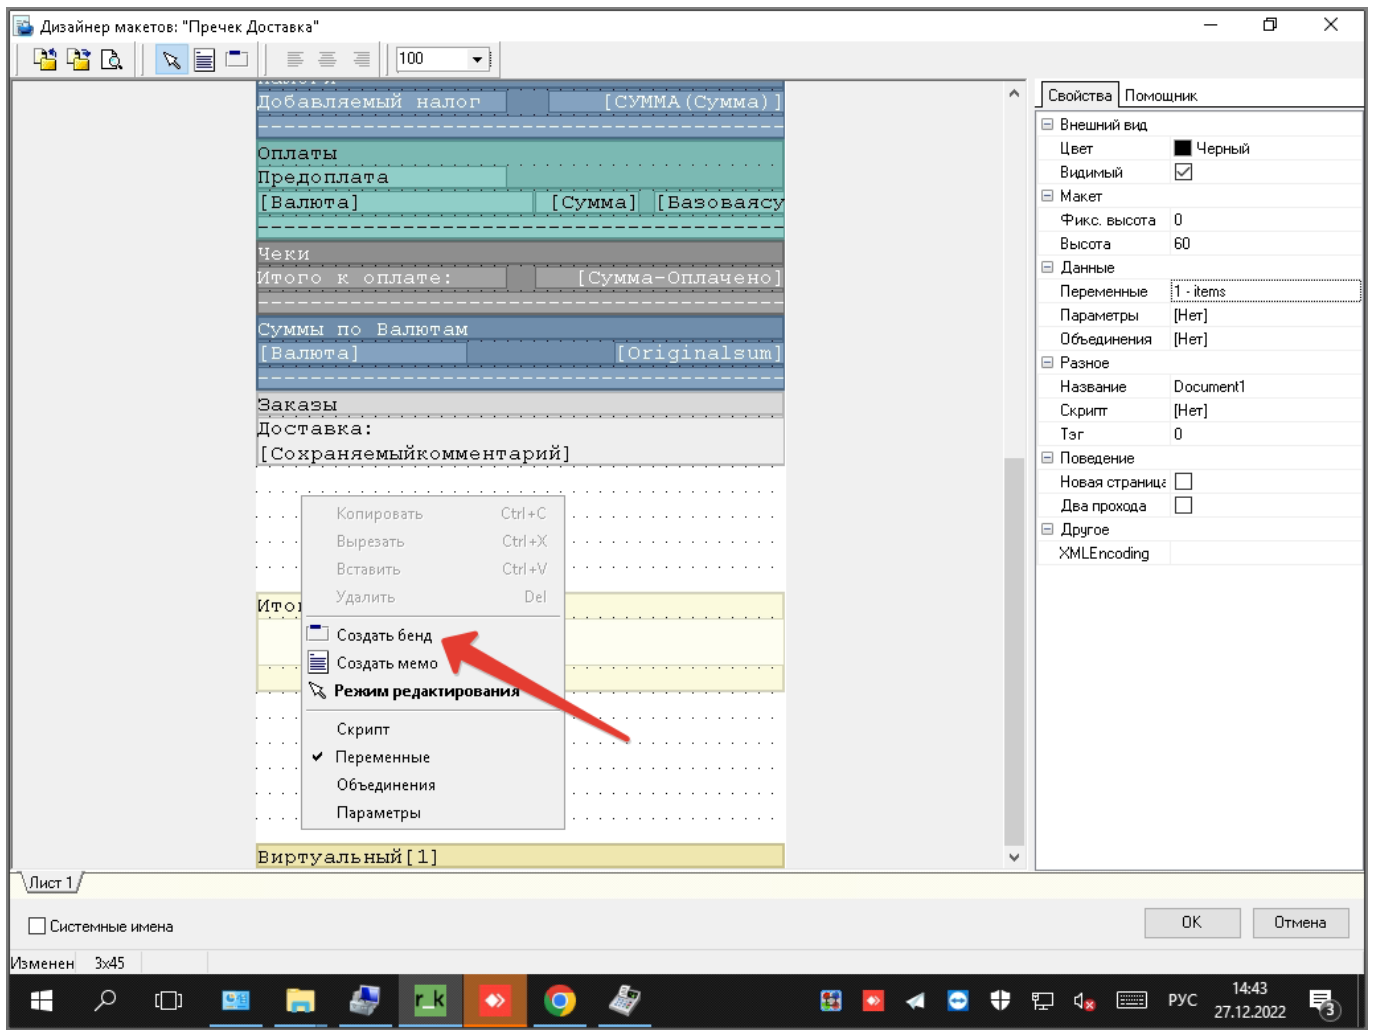 Дизайнер макетов: "Пречек Доставка"
100
Добавляемый налог [СУММА(Сумма)]
Оплаты
Предоплата
[Валюта] [Сумма] [Базоваясу
Чеки
Итого к оплате: [Сумма-Оплачено]
Суммы по Валютам
[Валюта] [Originalsum]
Заказы
Доставка:
[Сохраняемыйкомментарий]
Копировать Ctrl+C
Вырезать Ctrl+X
Вставить Ctrl+V
Удалить Del
Итог
Создать бенд
Создать мемо
Режим редактирования
Скрипт
Переменные
Объединения
Параметры
Виртуальный[1]
Свойства Помощник
Внешний вид
Цвет Черный
Видимый
Макет
Фикс. высота 0
Высота 60
Данные
Переменные 1 - items
Параметры [Нет]
Объединения [Нет]
Разное
Название Document1
Скрипт [Нет]
Тэг 0
Поведение
Новая страница
Два прохода
Другое
XMLEncoding
Лист 1
Системные имена
OK Отмена
Изменен 3x45
r_k
РУС
14:43
27.12.2022
3